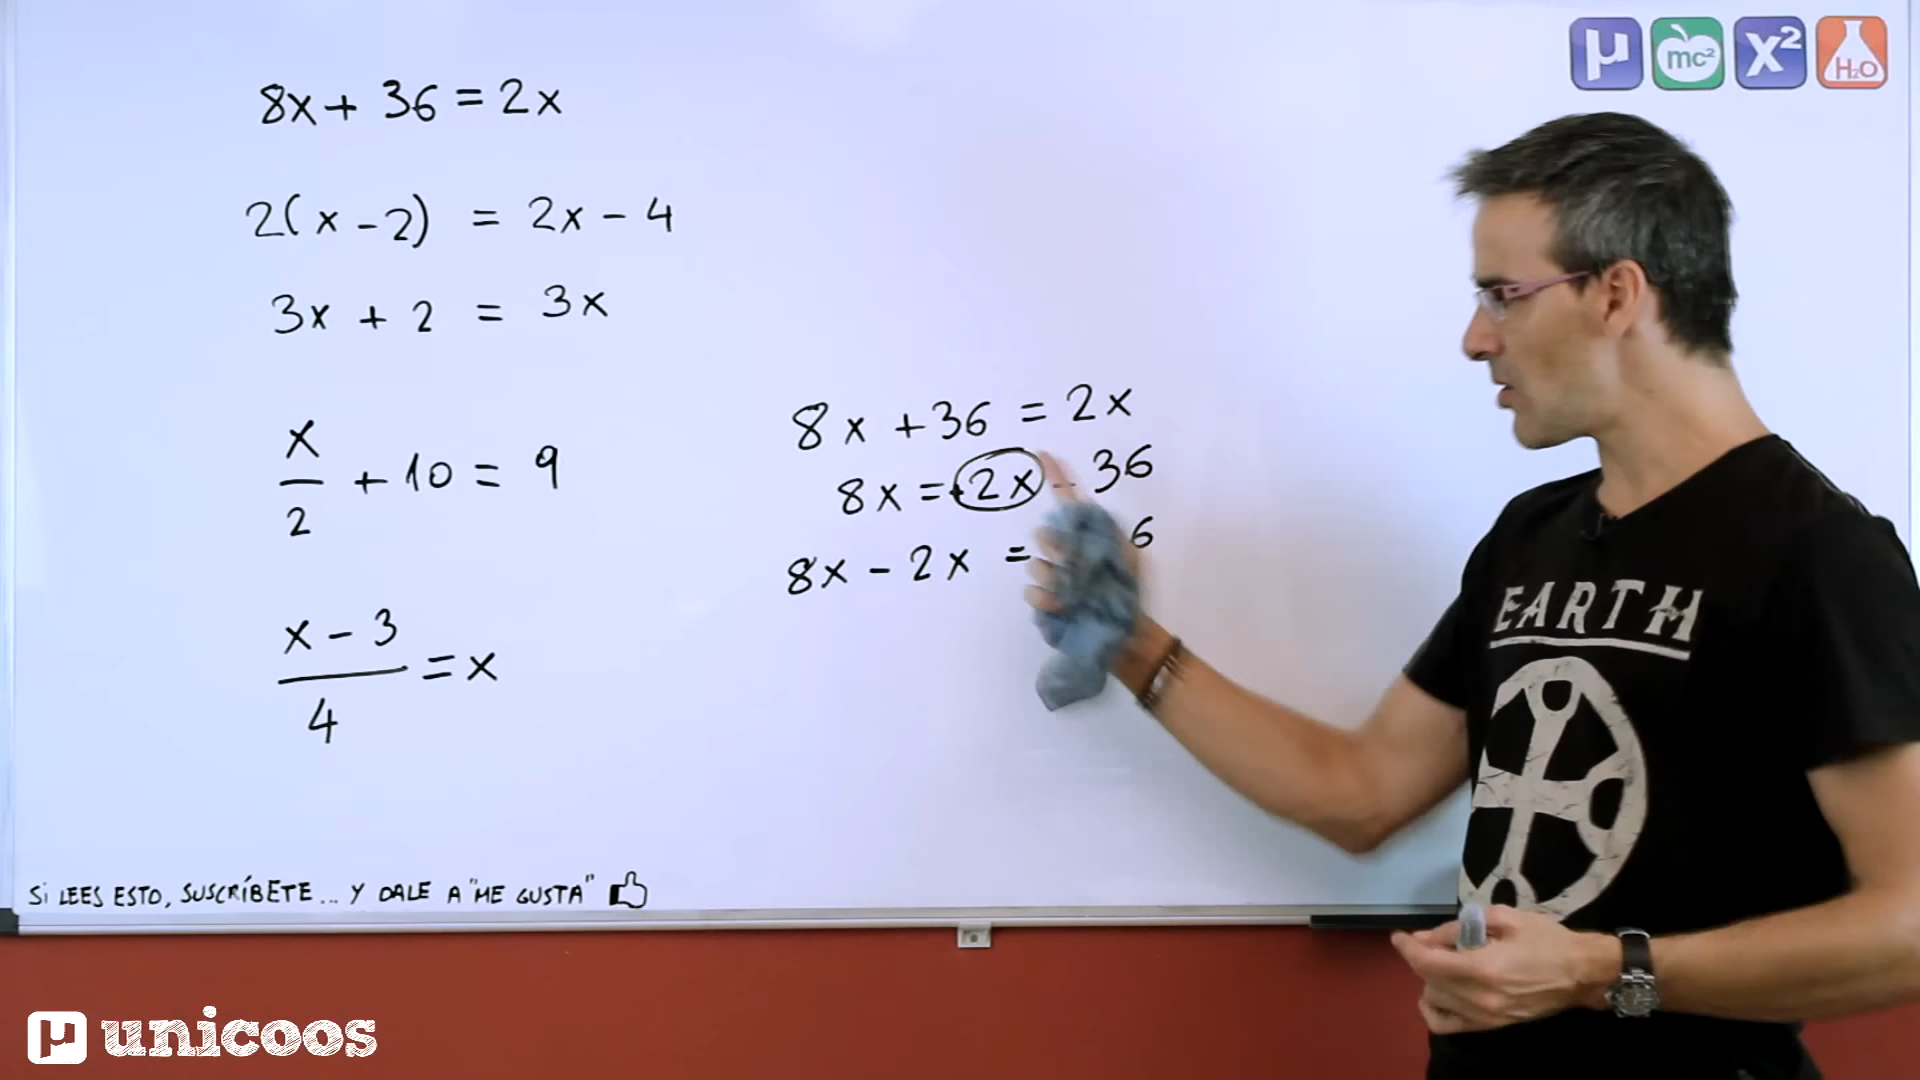 8x + 36 = 2x
2(x - 2) = 2x - 4
3x + 2 = 3x
x/2 + 10 = 9
(x - 3)/4 = x
8x + 36 = 2x
8x = +2x - 36
8x - 2x = 6
SI LEES ESTO, SUSCRÍBETE... Y DALE A "ME GUSTA"
µ mc² x² H₂O
EARTH
µ unicoos